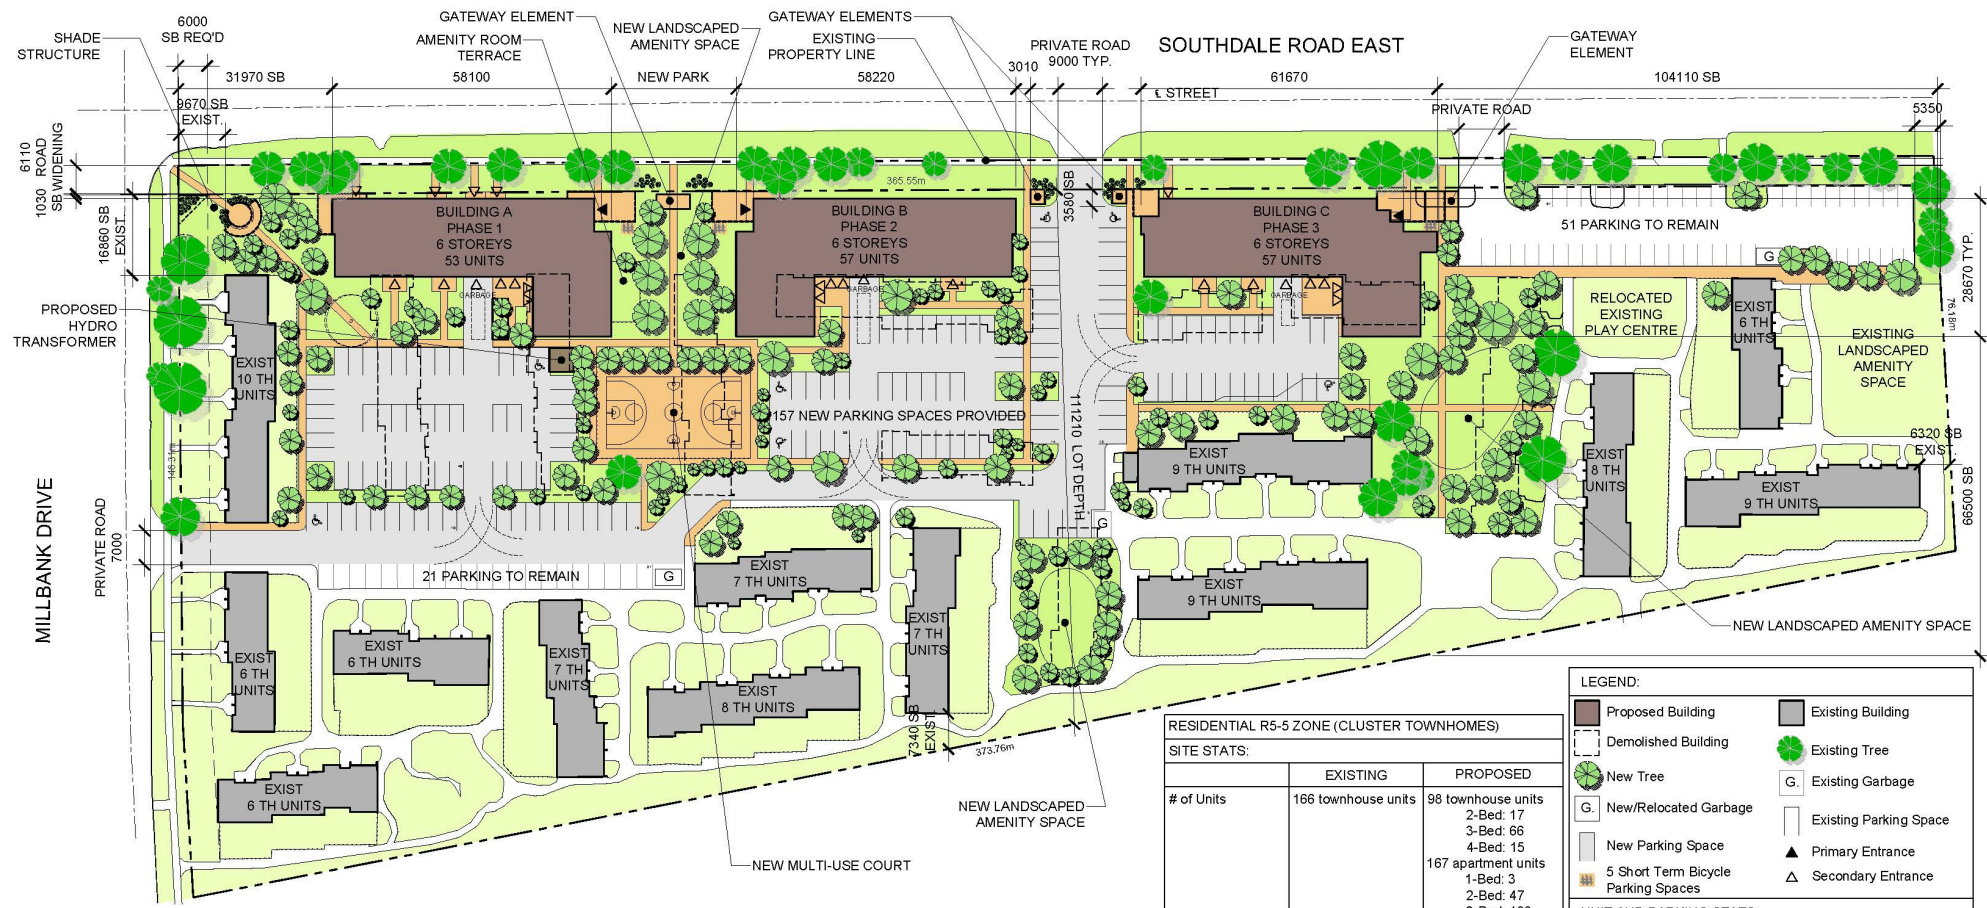 6000
SB REQ'D
GATEWAY ELEMENT
NEW LANDSCAPED
AMENITY SPACE
GATEWAY ELEMENTS
EXISTING
PROPERTY LINE
PRIVATE ROAD
9000 TYP.
SOUTHDALE ROAD EAST
GATEWAY
ELEMENT
SHADE
STRUCTURE
AMENITY ROOM
TERRACE
31970 SB
58100
NEW PARK
58220
3010
61670
104110 SB
9670 SB
EXIST.
℄ STREET
PRIVATE ROAD
5350
6110
ROAD
WIDENING
1030
SB
16860 SB
EXIST.
365.55m
3580 SB
BUILDING A
PHASE 1
6 STOREYS
53 UNITS
BUILDING B
PHASE 2
6 STOREYS
57 UNITS
BUILDING C
PHASE 3
6 STOREYS
57 UNITS
51 PARKING TO REMAIN
G
28670 TYP.
76.18m
GARBAGE
GARBAGE
GARBAGE
PROPOSED
HYDRO
TRANSFORMER
RELOCATED
EXISTING
PLAY CENTRE
EXIST
6 TH
UNITS
EXISTING
LANDSCAPED
AMENITY
SPACE
EXIST
10 TH
UNITS
157 NEW PARKING SPACES PROVIDED
111210 LOT DEPTH
146.31m
EXIST
9 TH UNITS
EXIST
8 TH
UNITS
6320 SB
EXIST
EXIST
9 TH UNITS
66500 SB
MILLBANK DRIVE
PRIVATE ROAD
7000
G
21 PARKING TO REMAIN
G
EXIST
7 TH UNITS
EXIST
9 TH UNITS
EXIST
7 TH
UNITS
EXIST
6 TH
UNITS
EXIST
6 TH UNITS
EXIST
7 TH
UNITS
EXIST
8 TH UNITS
NEW LANDSCAPED AMENITY SPACE
7340 SB
EXIST.
373.76m
EXIST
6 TH UNITS
NEW LANDSCAPED
AMENITY SPACE
NEW MULTI-USE COURT
RESIDENTIAL R5-5 ZONE (CLUSTER TOWNHOMES)
SITE STATS:
EXISTING PROPOSED
# of Units 166 townhouse units 98 townhouse units
2-Bed: 17
3-Bed: 66
4-Bed: 15
167 apartment units
1-Bed: 3
2-Bed: 47
LEGEND:
Proposed Building
Existing Building
Demolished Building
Existing Tree
New Tree
G. Existing Garbage
G. New/Relocated Garbage
Existing Parking Space
New Parking Space
Primary Entrance
5 Short Term Bicycle
Parking Spaces
Secondary Entrance